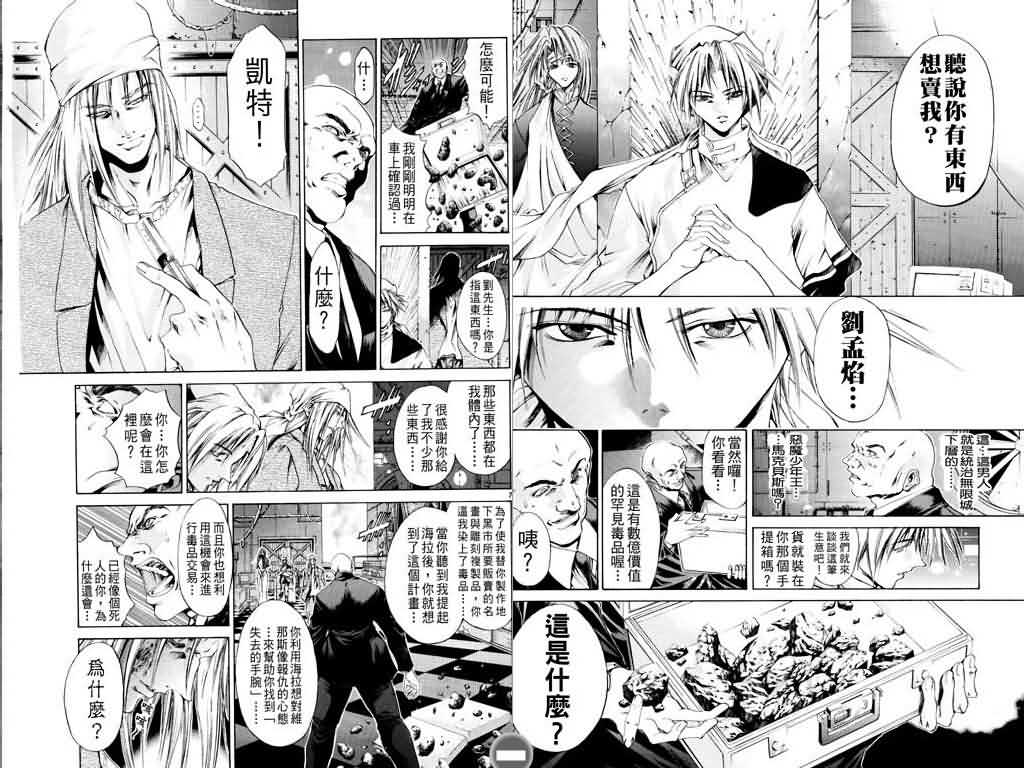 聽說你有東西
想賣我？
劉孟焰…
這…這男人
就是統治無限城
下層的…
惡魔少年王…
…馬克貝斯嗎？
我們就來
談談這筆
生意吧！
貨就裝在
你那個手
提箱嗎？
當然囉！
你看看…
這是有數億價值
的罕見毒品喔…
咦？
這是什麼？
怎麼可能！
我剛剛明明在
車上確認過…
劉先生…你是
指這東西嗎？
什…
什麼？
凱特！
…
那些東西都在
我體內了……
很感謝你給
了我不少那
些東西……
你…你怎
麼會在這
裡呢？
為了使我替你製作地
下黑市所要販賣的名
畫與雕刻複製品，你
逼我染上了毒品…
當你聽到我提起
海拉後，你就想
到了這個計畫…
你利用海拉想對維
那斯像報仇的心態
…來幫助你找到「
失去的手腕」……
而且你也想利
用這機會來進
行毒品交易…
已經像個死
人的你，為
什麼還會…
為什麼？
咳
咳